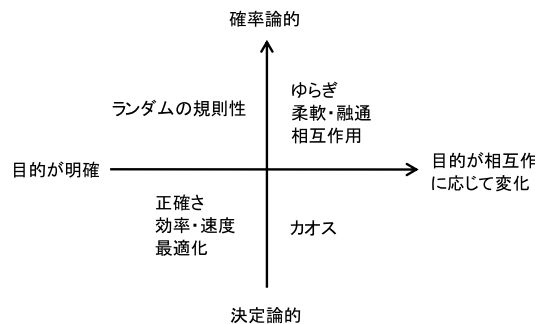 確率論的
ランダムの規則性
ゆらぎ
柔軟・融通
相互作用
目的が明確
目的が相互作
に応じて変化
正確さ
効率・速度
最適化
カオス
決定論的